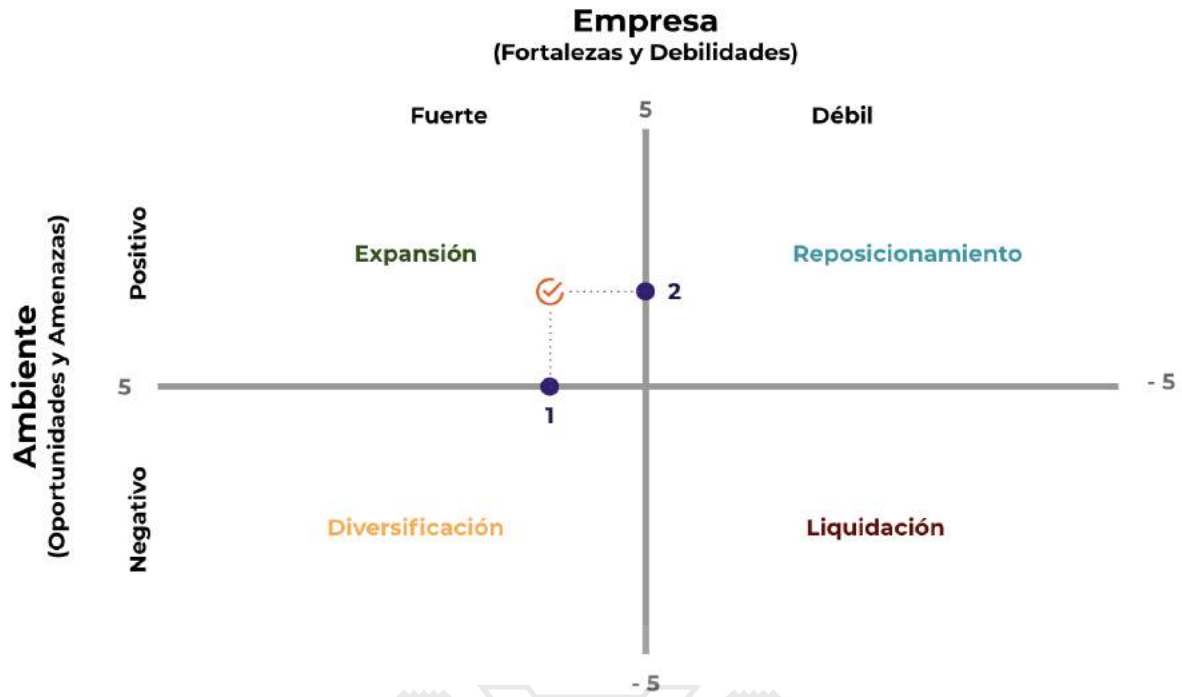 Empresa
(Fortalezas y Debilidades)
Fuerte
5
Débil
Ambiente
(Oportunidades y Amenazas)
Positivo
Expansión
Reposicionamiento
2
5
- 5
1
Negativo
Diversificación
Liquidación
- 5